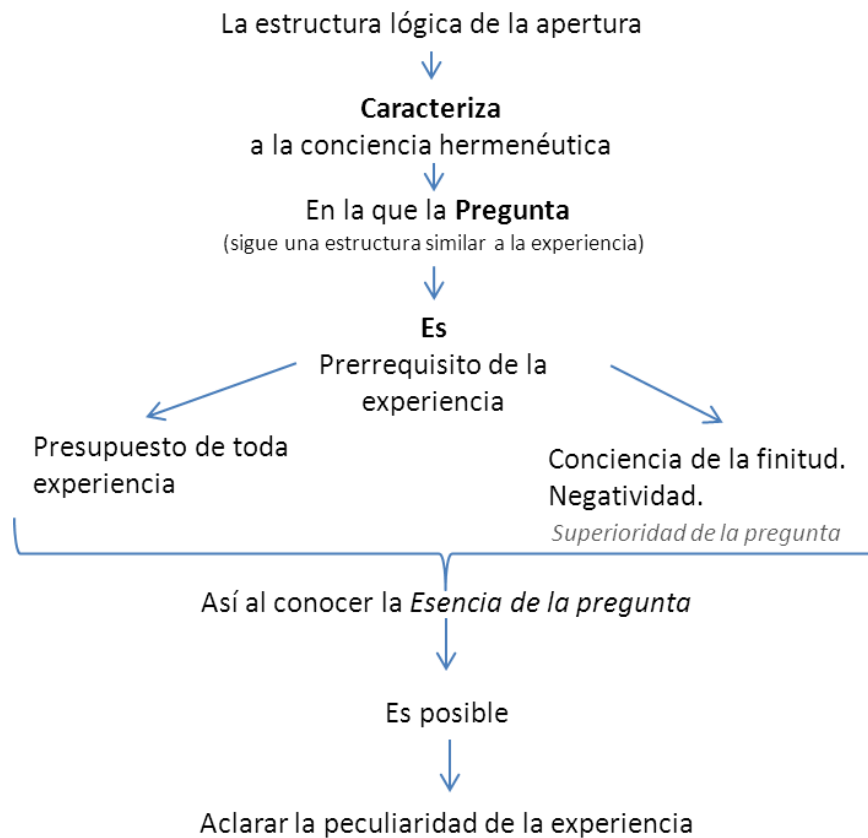 La estructura lógica de la apertura
Caracteriza
a la conciencia hermenéutica
En la que la Pregunta
(sigue una estructura similar a la experiencia)
Es
Prerrequisito de la
experiencia
Presupuesto de toda
experiencia
Conciencia de la finitud.
Negatividad.
Superioridad de la pregunta
Así al conocer la Esencia de la pregunta
Es posible
Aclarar la peculiaridad de la experiencia